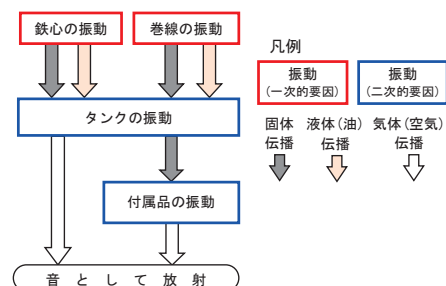 鉄心の振動
巻線の振動
タンクの振動
付属品の振動
音として放射
凡例
振動
(一次的要因)
振動
(二次的要因)
固体
伝播
液体(油)
伝播
気体(空気)
伝播